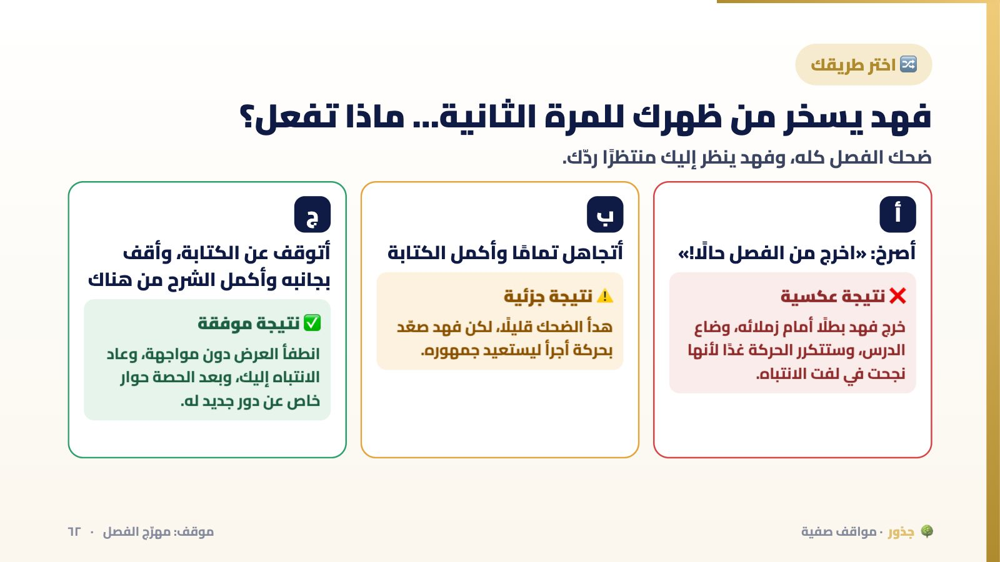 🔀 اختر طريقك
فهد يسخر من ظهرك للمرة الثانية... ماذا تفعل؟
ضحك الفصل كله، وفهد ينظر إليك منتظرًا ردّك.
أ
أصرخ: «اخرج من الفصل حالًا!»
❌ نتيجة عكسية
خرج فهد بطلًا أمام زملائه، وضاع
الدرس، وستتكرر الحركة غدًا لأنها
نجحت في لفت الانتباه.
ب
أتجاهل تمامًا وأكمل الكتابة
⚠️ نتيجة جزئية
هدأ الضحك قليلًا، لكن فهد صعّد
بحركة أجرأ ليستعيد جمهوره.
ج
أتوقف عن الكتابة، وأقف
بجانبه وأكمل الشرح من هناك
✅ نتيجة موفقة
انطفأ العرض دون مواجهة، وعاد
الانتباه إليك، وبعد الحصة حوار
خاص عن دور جديد له.
🌳 جذور · مواقف صفية
موقف: مهرّج الفصل · ٦٢